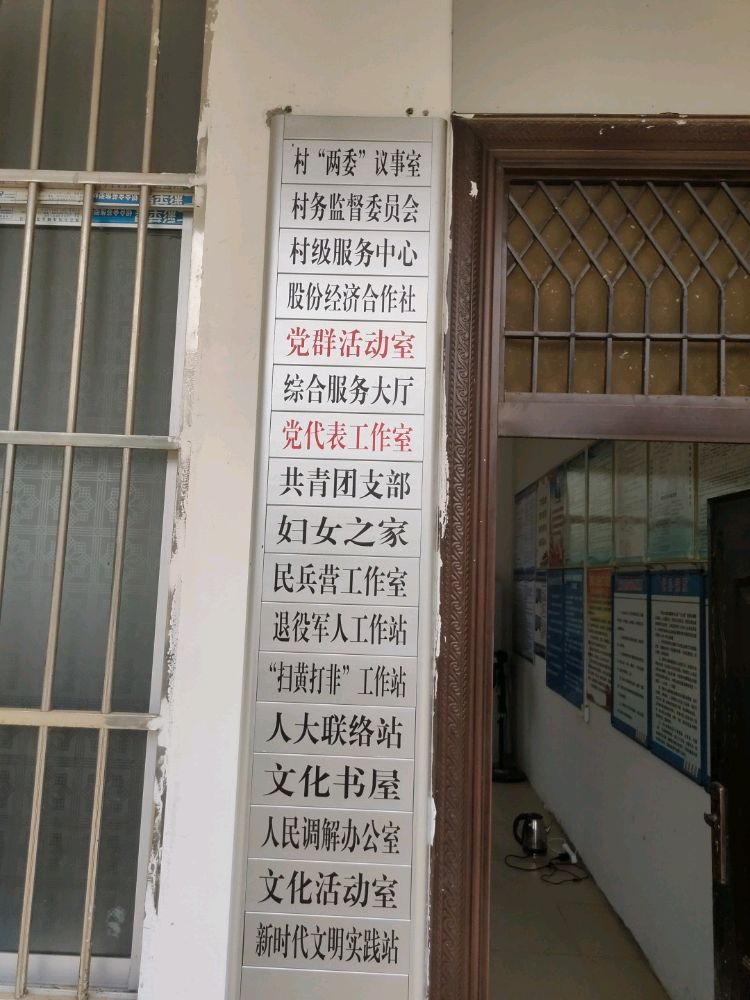 村“两委”议事室
村务监督委员会
村级服务中心
股份经济合作社
党群活动室
综合服务大厅
党代表工作室
共青团支部
妇女之家
民兵营工作室
退役军人工作站
“扫黄打非”工作站
人大联络站
文化书屋
人民调解办公室
文化活动室
新时代文明实践站